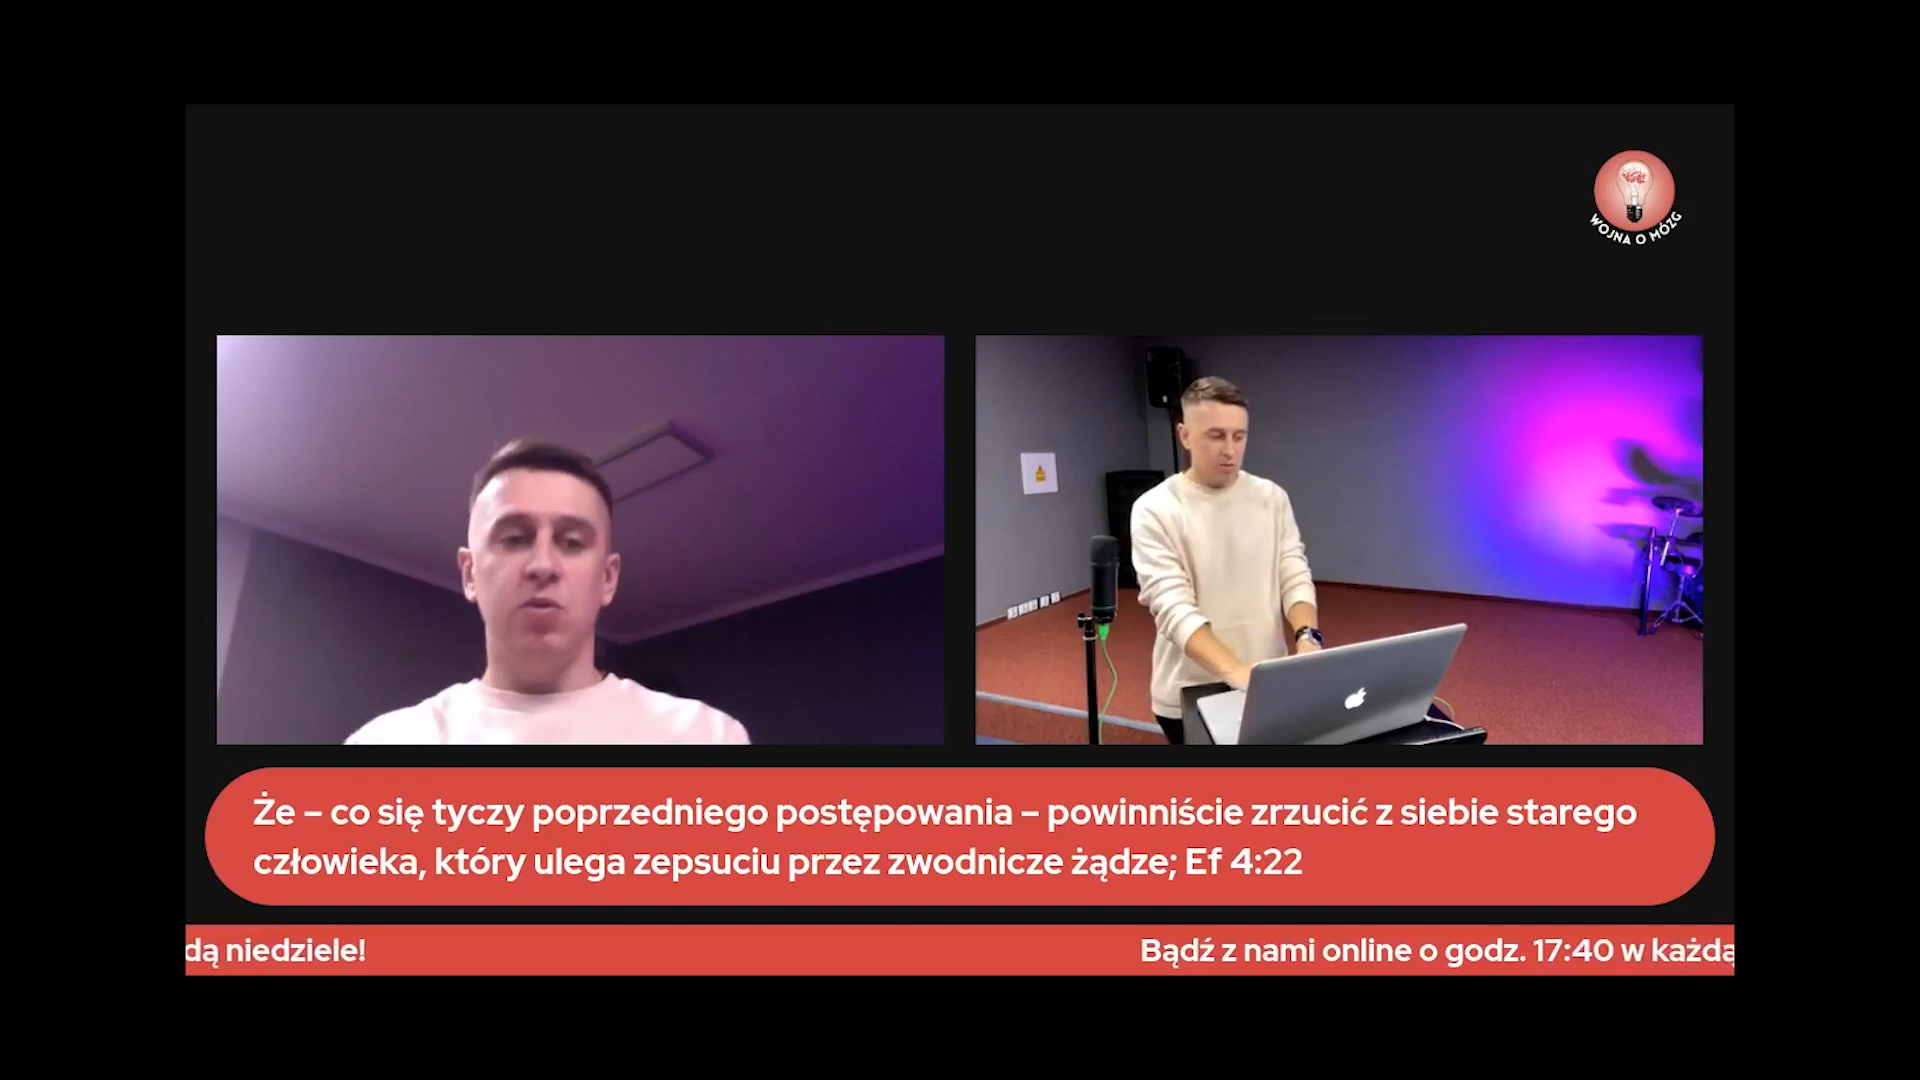 WOJNA O MÓZG
Że – co się tyczy poprzedniego postępowania – powinniście zrzucić z siebie starego
człowieka, który ulega zepsuciu przez zwodnicze żądze; Ef 4:22
dą niedziele!
Bądź z nami online o godz. 17:40 w każdą